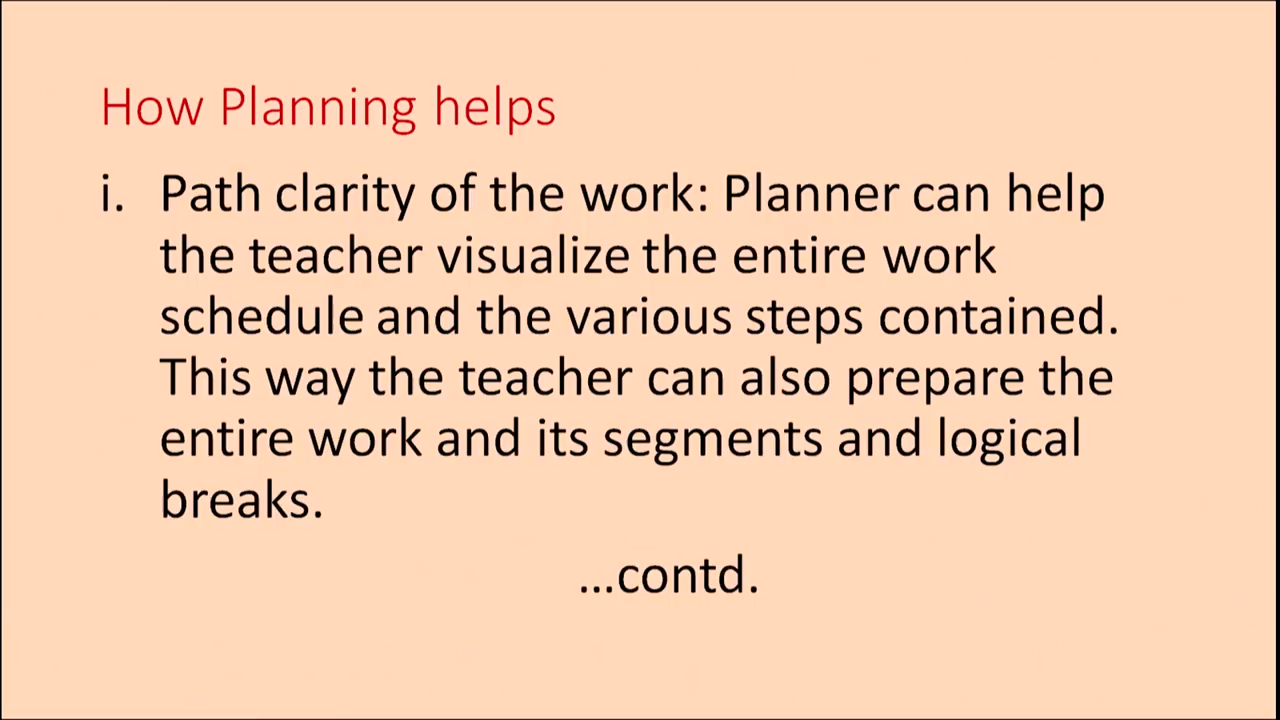 How Planning helps
i. Path clarity of the work: Planner can help
the teacher visualize the entire work
schedule and the various steps contained.
This way the teacher can also prepare the
entire work and its segments and logical
breaks.
...contd.